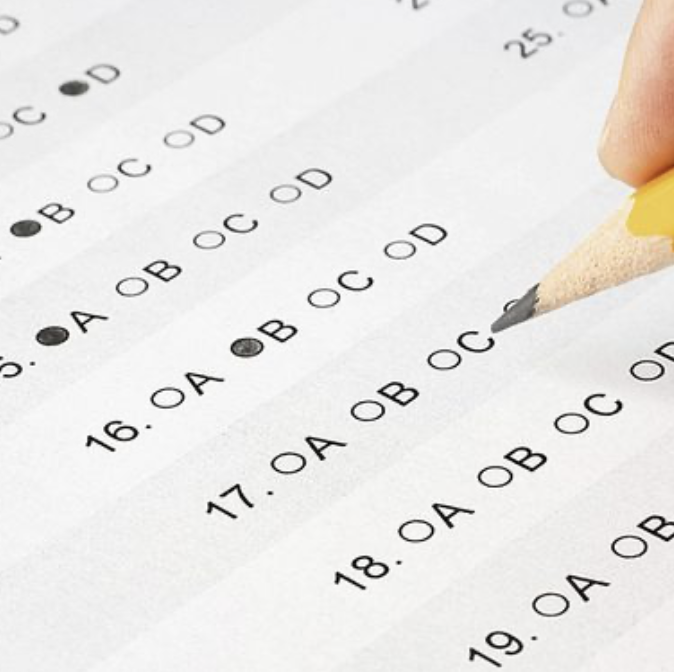 D
C D
B C D
5. A B C D
16. A B C D
17. A B C
18. A B C D
19. A B
25.